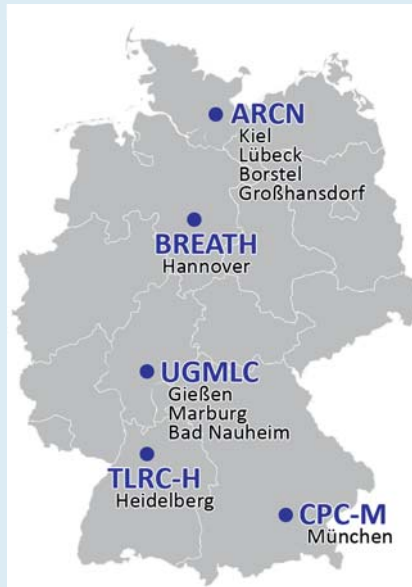 ARCN
Kiel
Lübeck
Borstel
Großhansdorf
BREATH
Hannover
UGMLC
Gießen
Marburg
Bad Nauheim
TLRC-H
Heidelberg
CPC-M
München